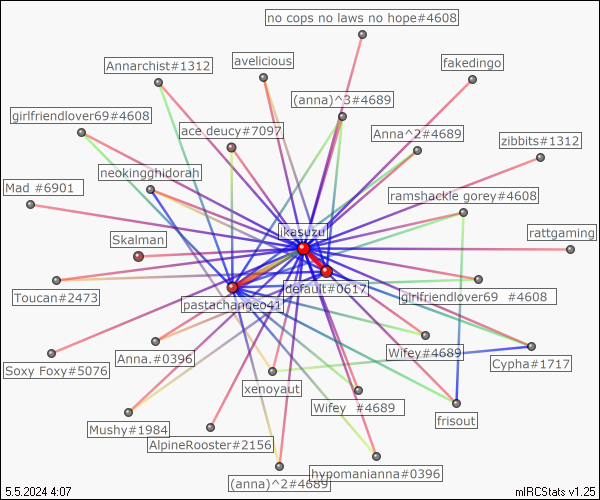 no cops no laws no hope#4608
Annarchist#1312
avelicious
fakedingo
(anna)^3#4689
girlfriendlover69#4608
ace deucy#7097
Anna^2#4689
zibbits#1312
neokingghidorah
Mad #6901
ramshackle gorey#4608
ikasuzu
Skalman
rattgaming
default#0617
Toucan#2473
pastachangeo41
girlfriendlover69 #4608
Anna.#0396
Wifey#4689
Soxy Foxy#5076
Cypha#1717
xenoyaut
Wifey #4689
frisout
Mushy#1984
AlpineRooster#2156
hypomanianna#0396
(anna)^2#4689
5.5.2024 4:07
mIRCStats v1.25